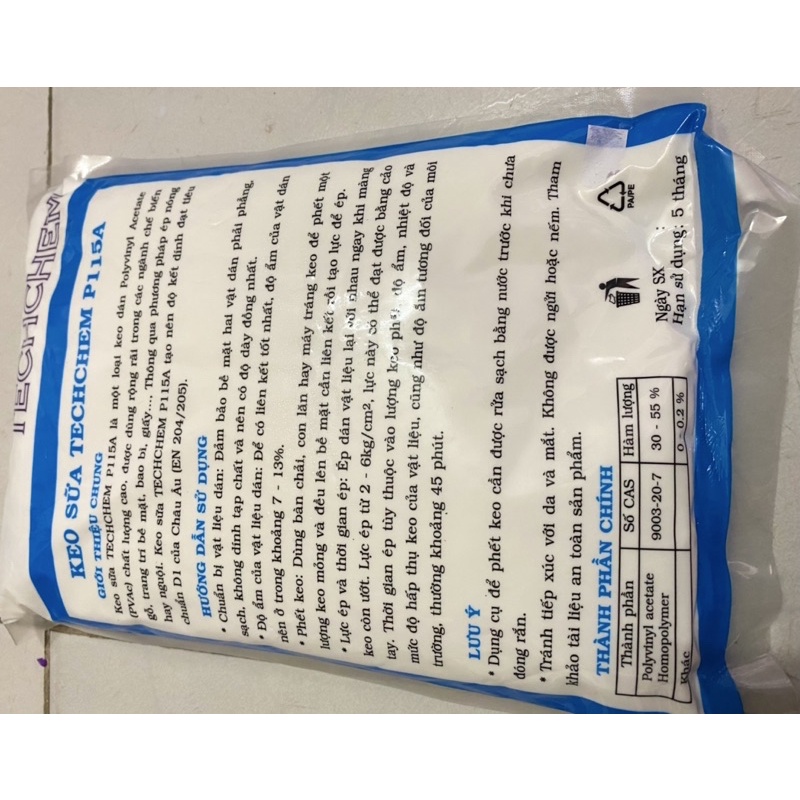 TECHCHEM
KEO SỮA TECHCHEM P115A
GIỚI THIỆU CHUNG
Keo sữa TECHCHEM P115A là một loại keo dán Polyvinyl Acetate
(PVAC) chất lượng cao, được dùng rộng rãi trong các ngành chế biến
gỗ, trang trí bề mặt, bao bì, giấy.... Thông qua phương pháp ép nóng
hay nguội. Keo sữa TECHCHEM P115A tạo nên độ kết dính đạt tiêu
chuẩn D1 của Châu Âu (EN 204/205).
HƯỚNG DẪN SỬ DỤNG
• Chuẩn bị vật liệu dán: Đảm bảo bề mặt hai vật dán phải phẳng,
sạch, không dính tạp chất và nên có độ dày đồng nhất.
• Độ ẩm của vật liệu dán: Để có liên kết tốt nhất, độ ẩm của vật dán
nên ở trong khoảng 7 - 13%.
• Phết keo: Dùng bàn chải, con lăn hay máy tráng keo để phết một
lượng keo mỏng và đều lên bề mặt cần liên kết rồi tạo lực để ép.
• Lực ép và thời gian ép: Ép dán vật liệu lại với nhau ngay khi màng
keo còn ướt. Lực ép từ 2 - 6kg/cm², lực này có thể đạt được bằng cảo
tay. Thời gian ép tùy thuộc vào lượng keo phết, độ ẩm, nhiệt độ và
mức độ hấp thụ keo của vật liệu, cũng như độ ẩm tương đối của môi
trường, thường khoảng 45 phút.
LƯU Ý
• Dụng cụ để phết keo cần được rửa sạch bằng nước trước khi chưa
đóng rắn.
• Tránh tiếp xúc với da và mắt. Không được ngửi hoặc nếm. Tham
khảo tài liệu an toàn sản phẩm.
THÀNH PHẦN CHÍNH
Thành phần Số CAS Hàm lượng
Polyvinyl acetate Homopolymer 9003-20-7 30 - 55 %
Khác 0 - 0,2 %
PA/PE
Ngày SX :
Hạn sử dụng: 5 tháng